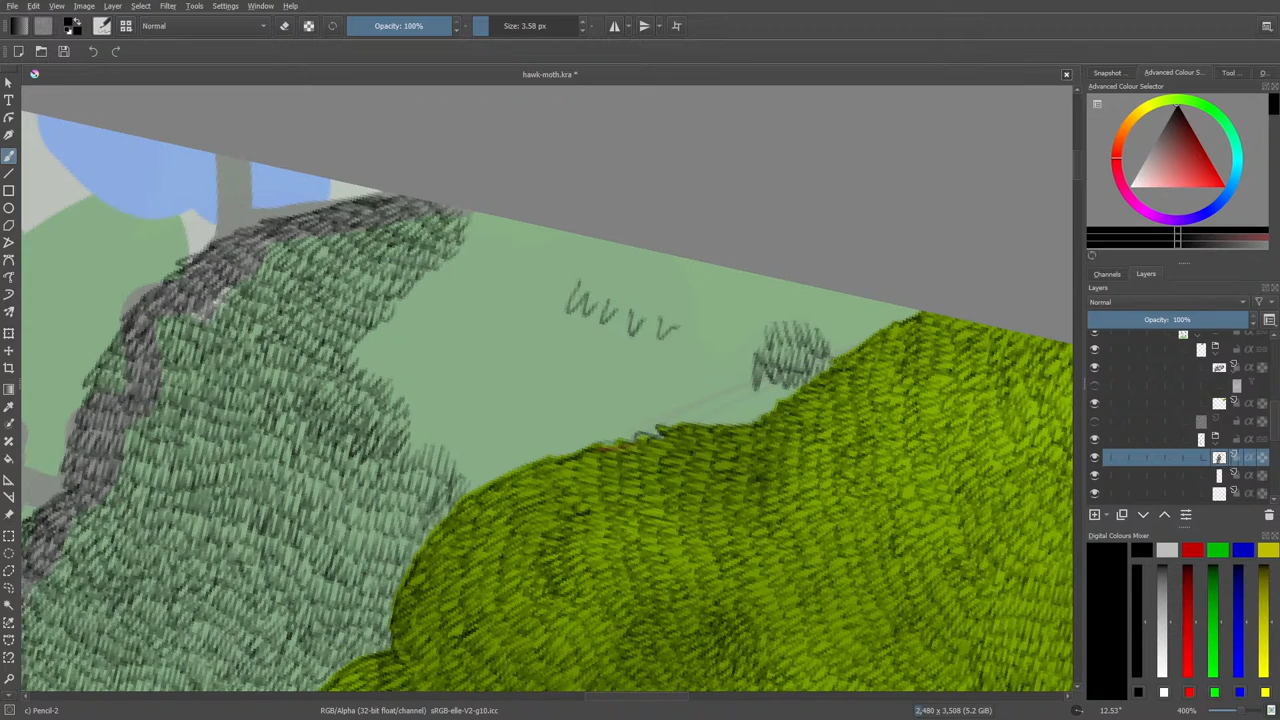 File Edit View Image Layer Select Filter Tools Settings Window Help
Normal Opacity: 100% Size: 3.58 px
hawk-moth.kra *
Snapshot ... Advanced Colour S... Tool ... O...
Advanced Colour Selector
Channels Layers
Layers
Normal
Opacity: 100%
Digital Colours Mixer
c) Pencil-2 RGB/Alpha (32-bit float/channel) sRGB-elle-V2-g10.icc 2,480 x 3,508 (5.2 GiB) 12.53° 400%